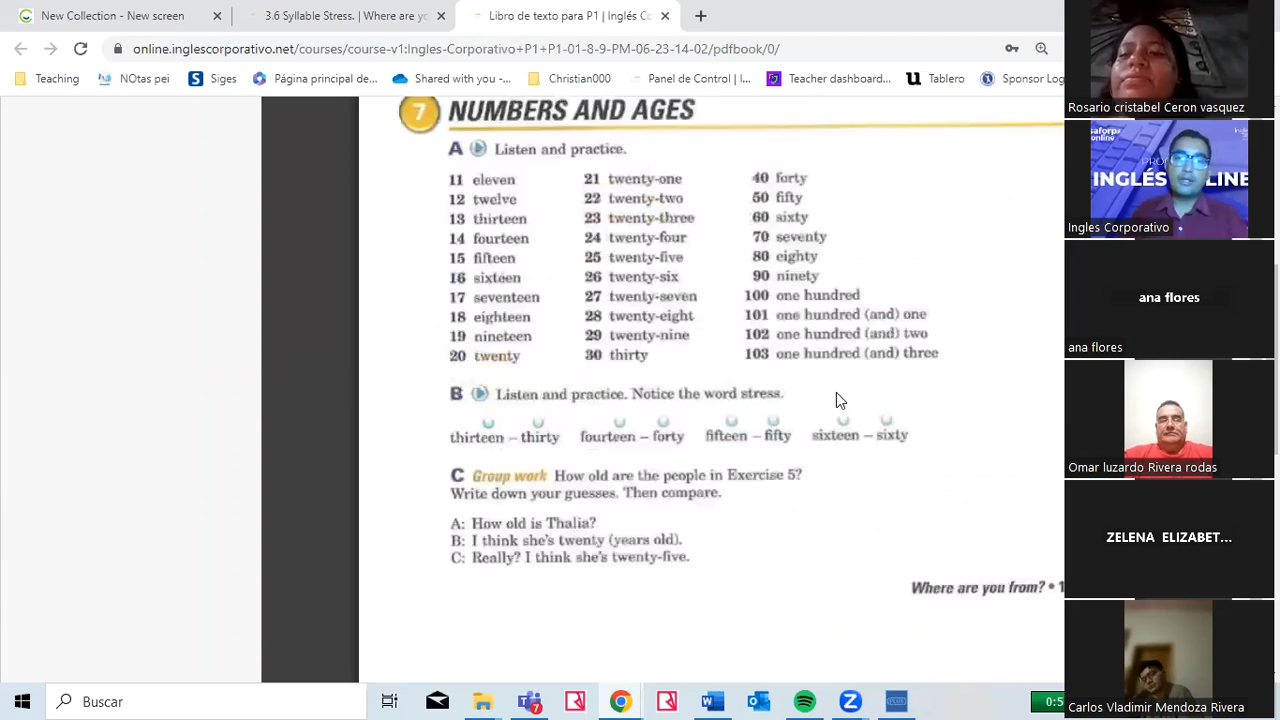 New Collection - New screen
3.6 Syllable Stress. | Where are yo
Libro de texto para P1 | Inglés Co
online.inglescorporativo.net/courses/course-v1:Ingles-Corporativo+P1+P1-01-8-9-PM-06-23-14-02/pdfbook/0/
Teaching
NOtas pei
Siges
Página principal de...
Shared with you -...
Christian000
Panel de Control | I...
Teacher dashboard...
Tablero
Sponsor Log
7 NUMBERS AND AGES
A Listen and practice.
11 eleven 21 twenty-one 40 forty
12 twelve 22 twenty-two 50 fifty
13 thirteen 23 twenty-three 60 sixty
14 fourteen 24 twenty-four 70 seventy
15 fifteen 25 twenty-five 80 eighty
16 sixteen 26 twenty-six 90 ninety
17 seventeen 27 twenty-seven 100 one hundred
18 eighteen 28 twenty-eight 101 one hundred (and) one
19 nineteen 29 twenty-nine 102 one hundred (and) two
20 twenty 30 thirty 103 one hundred (and) three
B Listen and practice. Notice the word stress.
thirteen – thirty fourteen – forty fifteen – fifty sixteen – sixty
C Group work How old are the people in Exercise 5?
Write down your guesses. Then compare.
A: How old is Thalia?
B: I think she's twenty (years old).
C: Really? I think she's twenty-five.
Where are you from? • 1
Rosario cristabel Ceron vasquez
INGLÉS
LINE
Ingles Corporativo
ana flores
ana flores
Omar luzardo Rivera rodas
ZELENA ELIZABET...
Carlos Vladimir Mendoza Rivera
Buscar
7
0:5